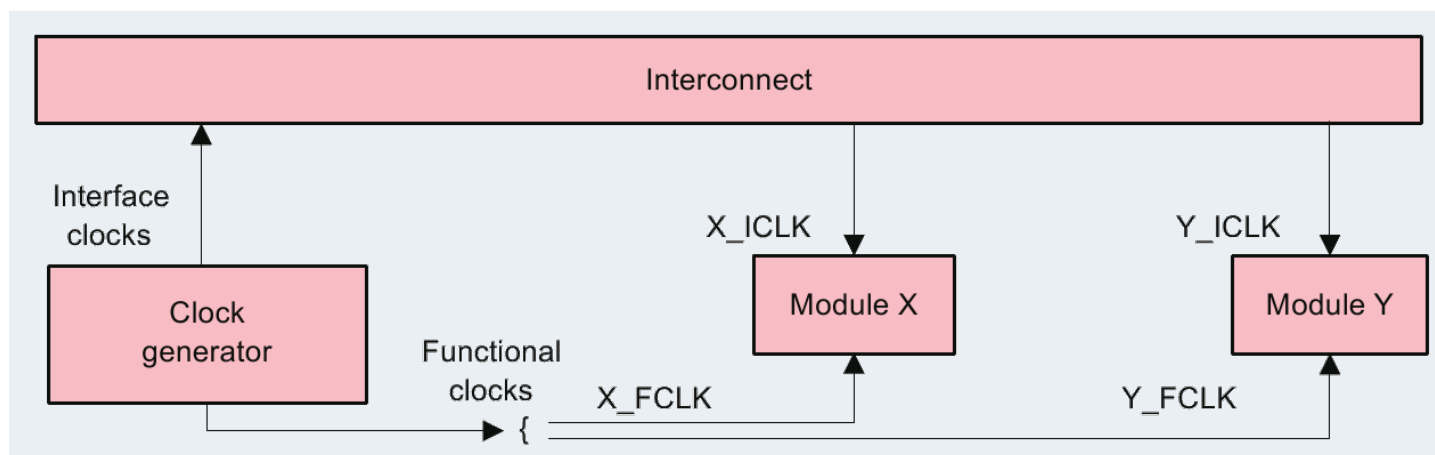 Interconnect
Interface
clocks
X_ICLK
Y_ICLK
Clock
generator
Module X
Module Y
Functional
clocks
{
X_FCLK
Y_FCLK